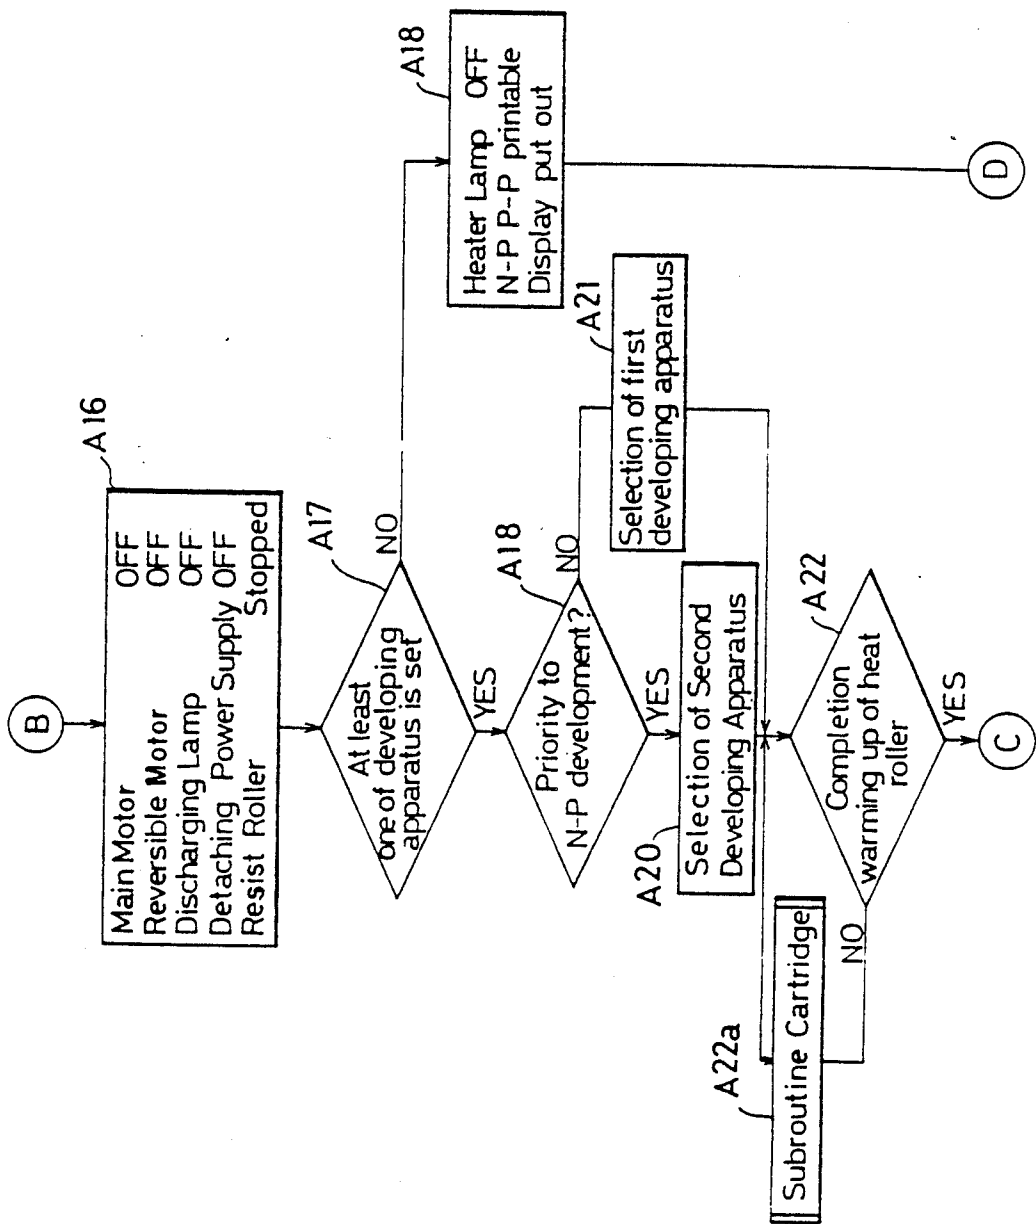 B
A16
Main Motor OFF
Reversible Motor OFF
Discharging Lamp OFF
Detaching Power Supply OFF
Resist Roller Stopped
A17
At least
one of developing
apparatus is set
NO
YES
A18
Heater Lamp OFF
N-P P-P printable
Display put out
D
A18
Priority to
N-P development?
NO
YES
A21
Selection of first
developing apparatus
A20
Selection of Second
Developing Apparatus
A22
Completion
warming up of heat
roller
NO
YES
A22a
Subroutine Cartridge
C